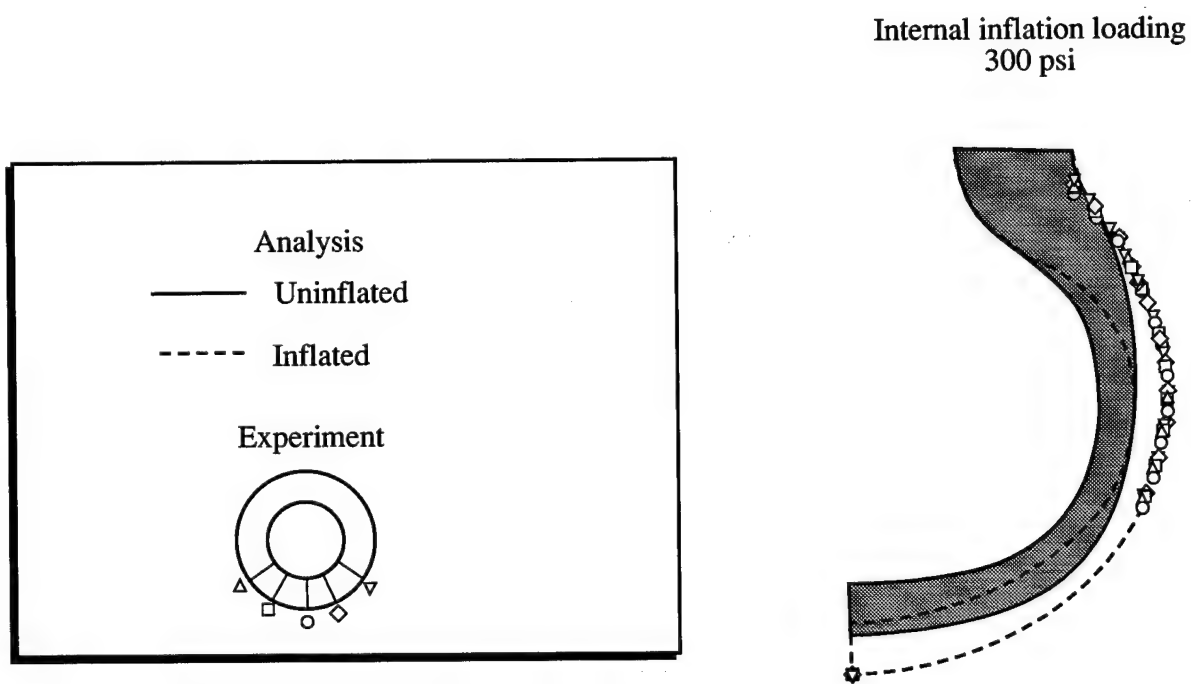 Internal inflation loading
300 psi
Analysis
Uninflated
Inflated
Experiment